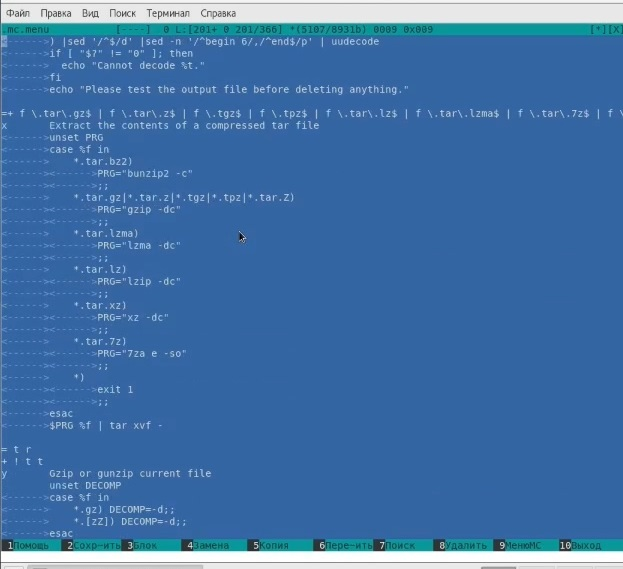 Файл Правка Вид Поиск Терминал Справка
.mc.menu [----] 0 L:[201+ 0 201/366] *(5107/8931b) 0009 0x009 [*][X]
<------>) |sed '/^$/d' |sed -n '/^begin 6/,/^end$/p' | uudecode
<------>if [ "$?" != "0" ]; then
<------>  echo "Cannot decode %t."
<------>fi
<------>echo "Please test the output file before deleting anything."
=+ f \.tar\.gz$ | f \.tar\.z$ | f \.tgz$ | f \.tpz$ | f \.tar\.lz$ | f \.tar\.lzma$ | f \.tar\.7z$ | f \
x       Extract the contents of a compressed tar file
<------>unset PRG
<------>case %f in
<------>    *.tar.bz2)
<------><------>PRG="bunzip2 -c"
<------><------>;;
<------>    *.tar.gz|*.tar.z|*.tgz|*.tpz|*.tar.Z)
<------><------>PRG="gzip -dc"
<------><------>;;
<------>    *.tar.lzma)
<------><------>PRG="lzma -dc"
<------><------>;;
<------>    *.tar.lz)
<------><------>PRG="lzip -dc"
<------><------>;;
<------>    *.tar.xz)
<------><------>PRG="xz -dc"
<------><------>;;
<------>    *.tar.7z)
<------><------>PRG="7za e -so"
<------><------>;;
<------>    *)
<------><------>exit 1
<------><------>;;
<------>esac
<------>$PRG %f | tar xvf -
= t r
+ ! t t
y       Gzip or gunzip current file
        unset DECOMP
<------>case %f in
<------>    *.gz) DECOMP=-d;;
<------>    *.[zZ]) DECOMP=-d;;
<------>esac
1Помощь 2Сохр~ить 3Блок 4Замена 5Копия 6Пере~ить 7Поиск 8Удалить 9МенюМС 10Выход